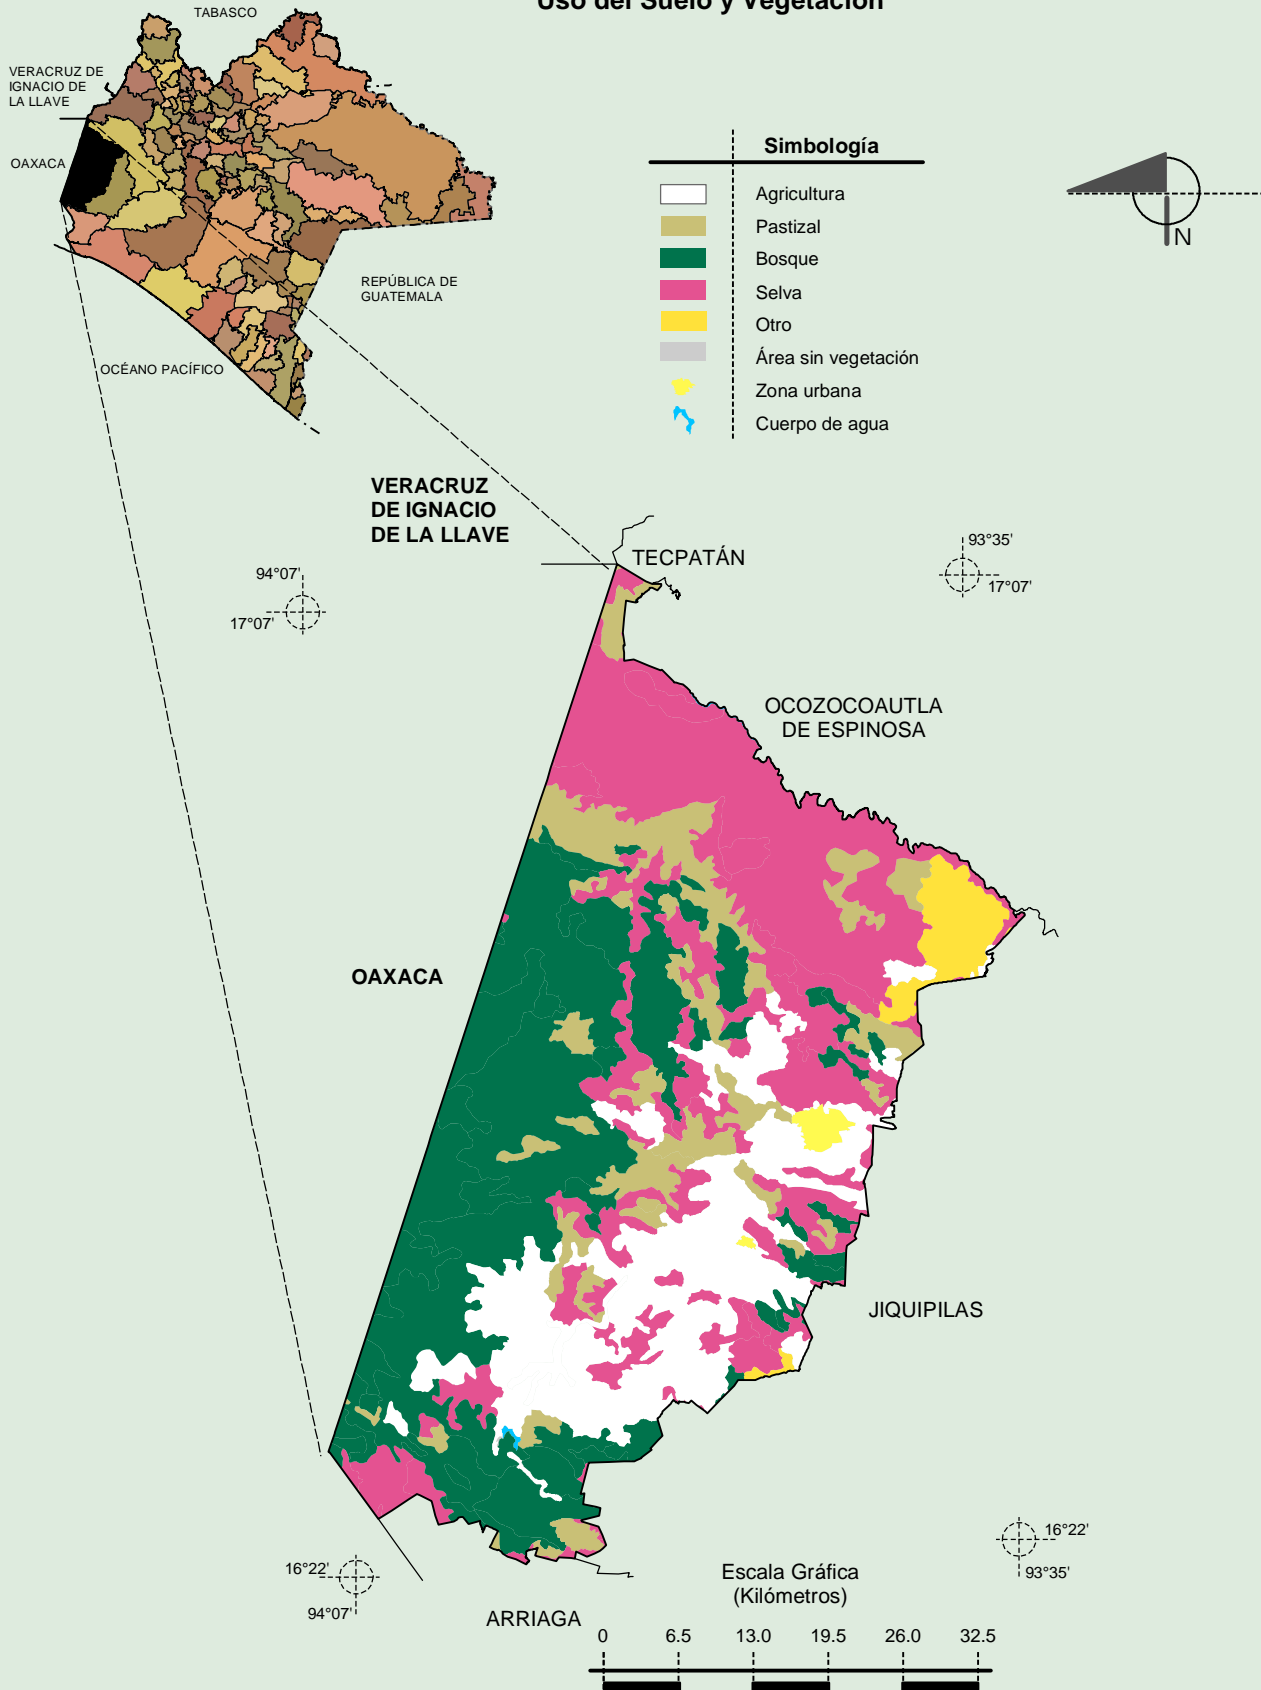 Uso del Suelo y Vegetación
TABASCO
VERACRUZ DE
IGNACIO DE
LA LLAVE
OAXACA
REPÚBLICA DE
GUATEMALA
OCÉANO PACÍFICO
Simbología
Agricultura
Pastizal
Bosque
Selva
Otro
Área sin vegetación
Zona urbana
Cuerpo de agua
N
VERACRUZ
DE IGNACIO
DE LA LLAVE
TECPATÁN
93°35'
17°07'
94°07'
17°07'
OCOZOCOAUTLA
DE ESPINOSA
OAXACA
JIQUIPILAS
16°22'
93°35'
16°22'
94°07'
ARRIAGA
Escala Gráfica
(Kilómetros)
0 6.5 13.0 19.5 26.0 32.5